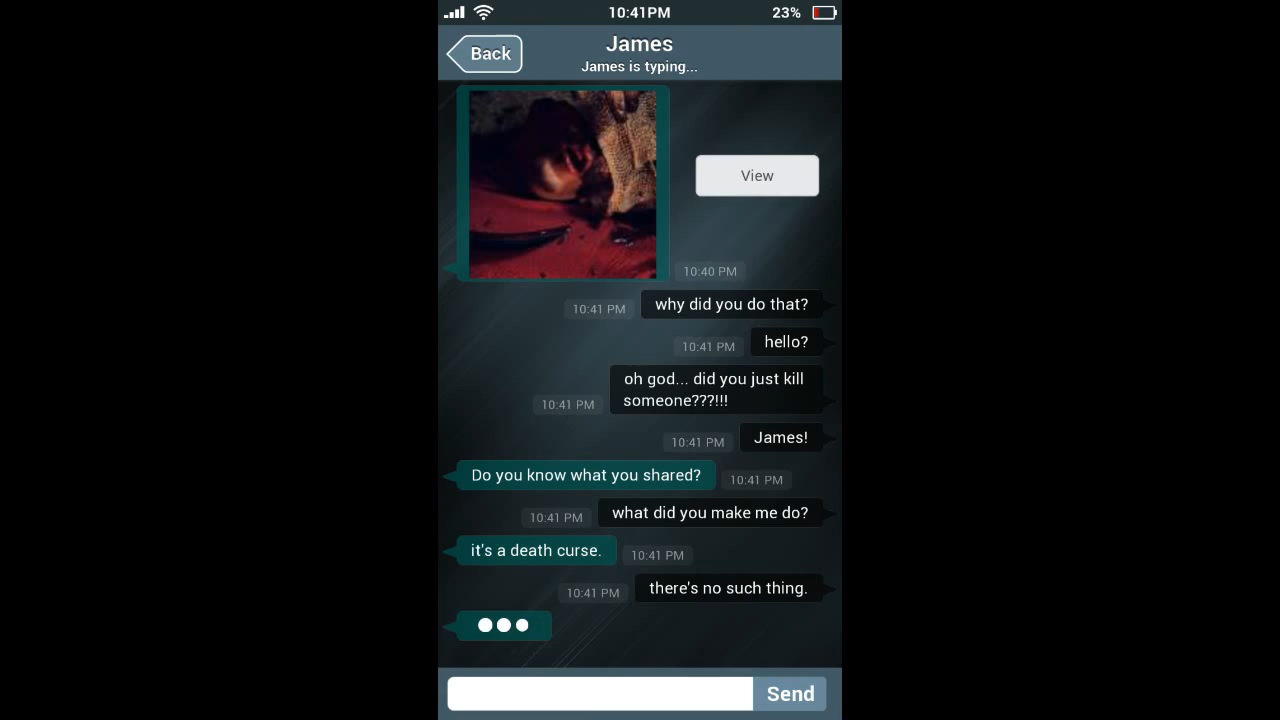 10:41PM
23%
Back
James
James is typing...
View
10:40 PM
10:41 PM
why did you do that?
10:41 PM
hello?
oh god... did you just kill
someone???!!!
10:41 PM
10:41 PM
James!
Do you know what you shared?
10:41 PM
10:41 PM
what did you make me do?
it's a death curse.
10:41 PM
10:41 PM
there's no such thing.
Send